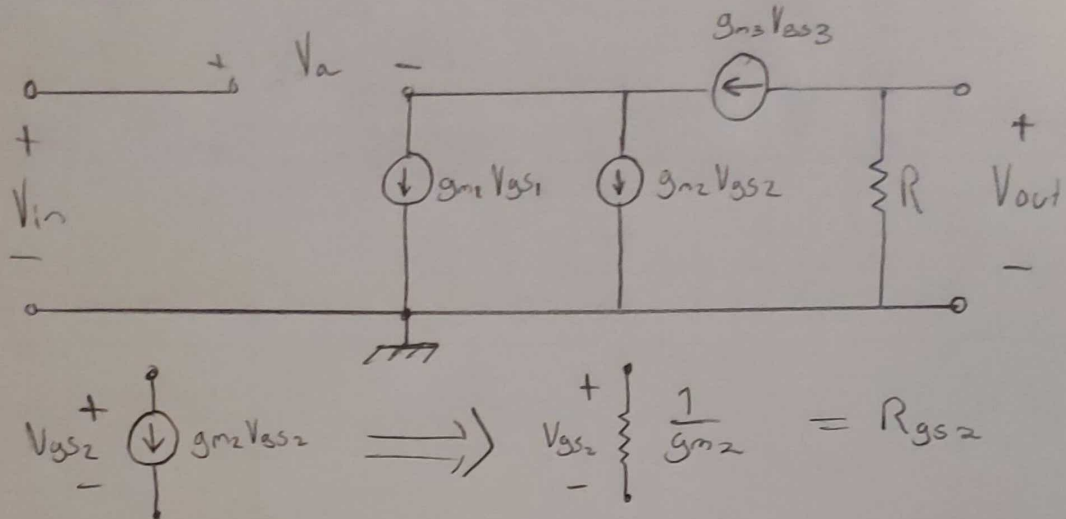 gm3 Vgs3
+ Va -
+ Vin -
gm1 Vgs1
gm2 Vgs2
R
+ Vout -
+ Vgs2 - gm2 Vgs2 ⟹ + Vgs2 - 1/gm2 = Rgs2